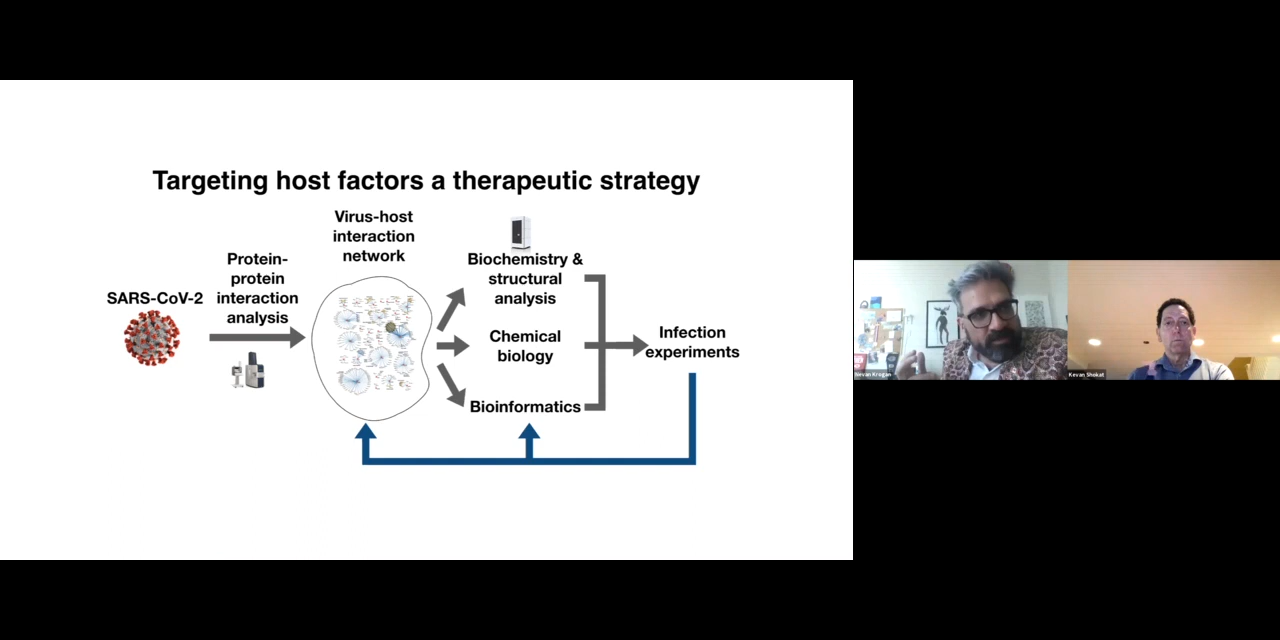 Targeting host factors a therapeutic strategy
SARS-CoV-2
Protein-
protein
interaction
analysis
Virus-host
interaction
network
Biochemistry &
structural
analysis
Chemical
biology
Bioinformatics
Infection
experiments
Nevan Krogan
Kevan Shokat